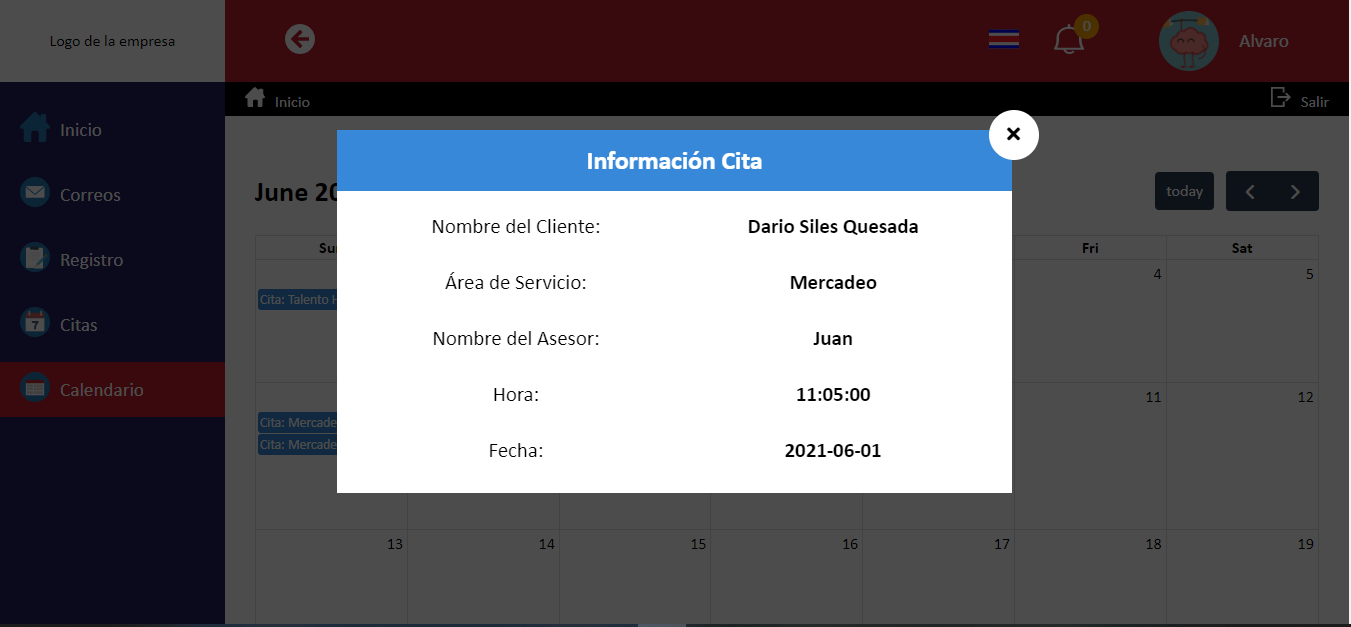 Logo de la empresa
0
Alvaro
Inicio
Salir
Inicio
Correos
Registro
7
Citas
Calendario
June 20
today
Información Cita
Nombre del Cliente: Dario Siles Quesada
Área de Servicio: Mercadeo
Nombre del Asesor: Juan
Hora: 11:05:00
Fecha: 2021-06-01
Su
Fri
Sat
4
5
Cita: Talento H
11
12
Cita: Mercade
Cita: Mercade
13
14
15
16
17
18
19